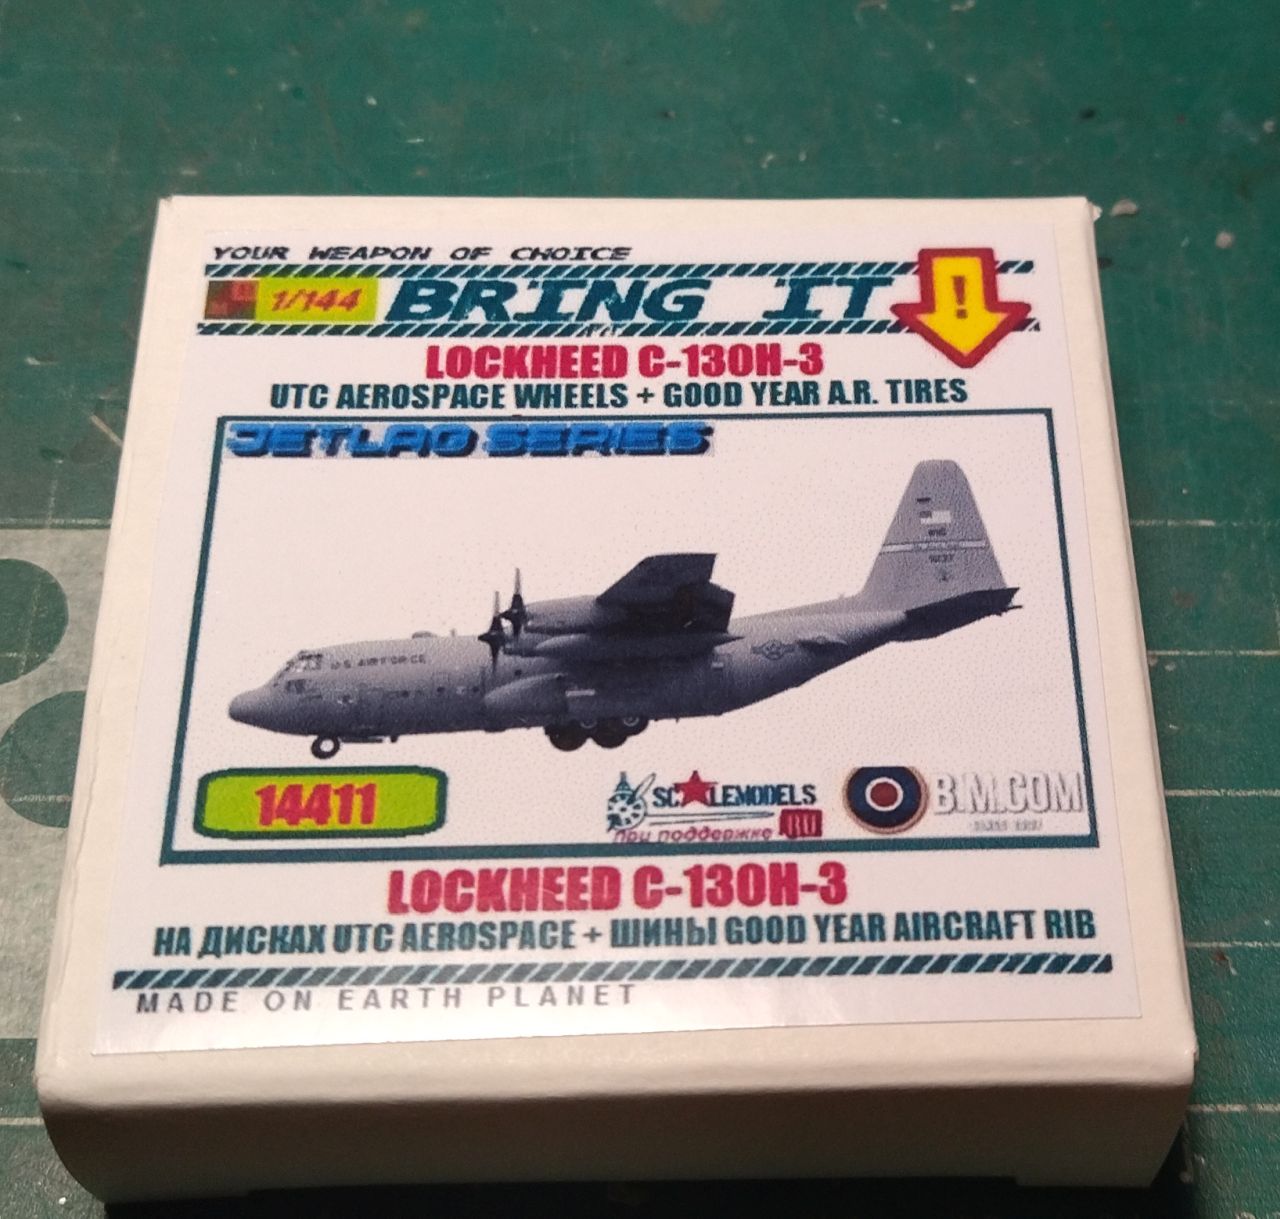 YOUR WEAPON OF CHOICE
1/144 BRING IT !
LOCKHEED C-130H-3
UTC AEROSPACE WHEELS + GOOD YEAR A.R. TIRES
JETLAG SERIES
U.S. AIR FORCE
14411
SCALEMODELS
при поддержке RU
BIM.COM
LOCKHEED C-130H-3
НА ДИСКАХ UTC AEROSPACE + ШИНЫ GOOD YEAR AIRCRAFT RIB
MADE ON EARTH PLANET